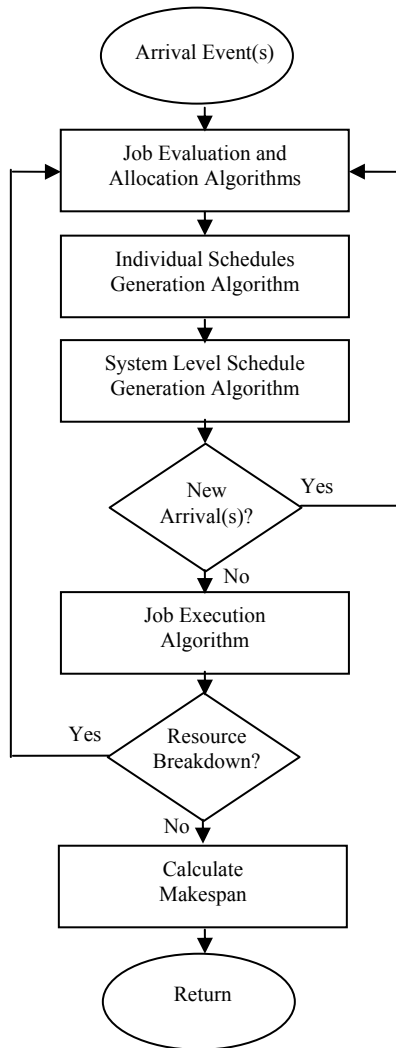 Arrival Event(s)
Job Evaluation and
Allocation Algorithms
Individual Schedules
Generation Algorithm
System Level Schedule
Generation Algorithm
New
Arrival(s)?
Yes
No
Job Execution
Algorithm
Resource
Breakdown?
Yes
No
Calculate
Makespan
Return